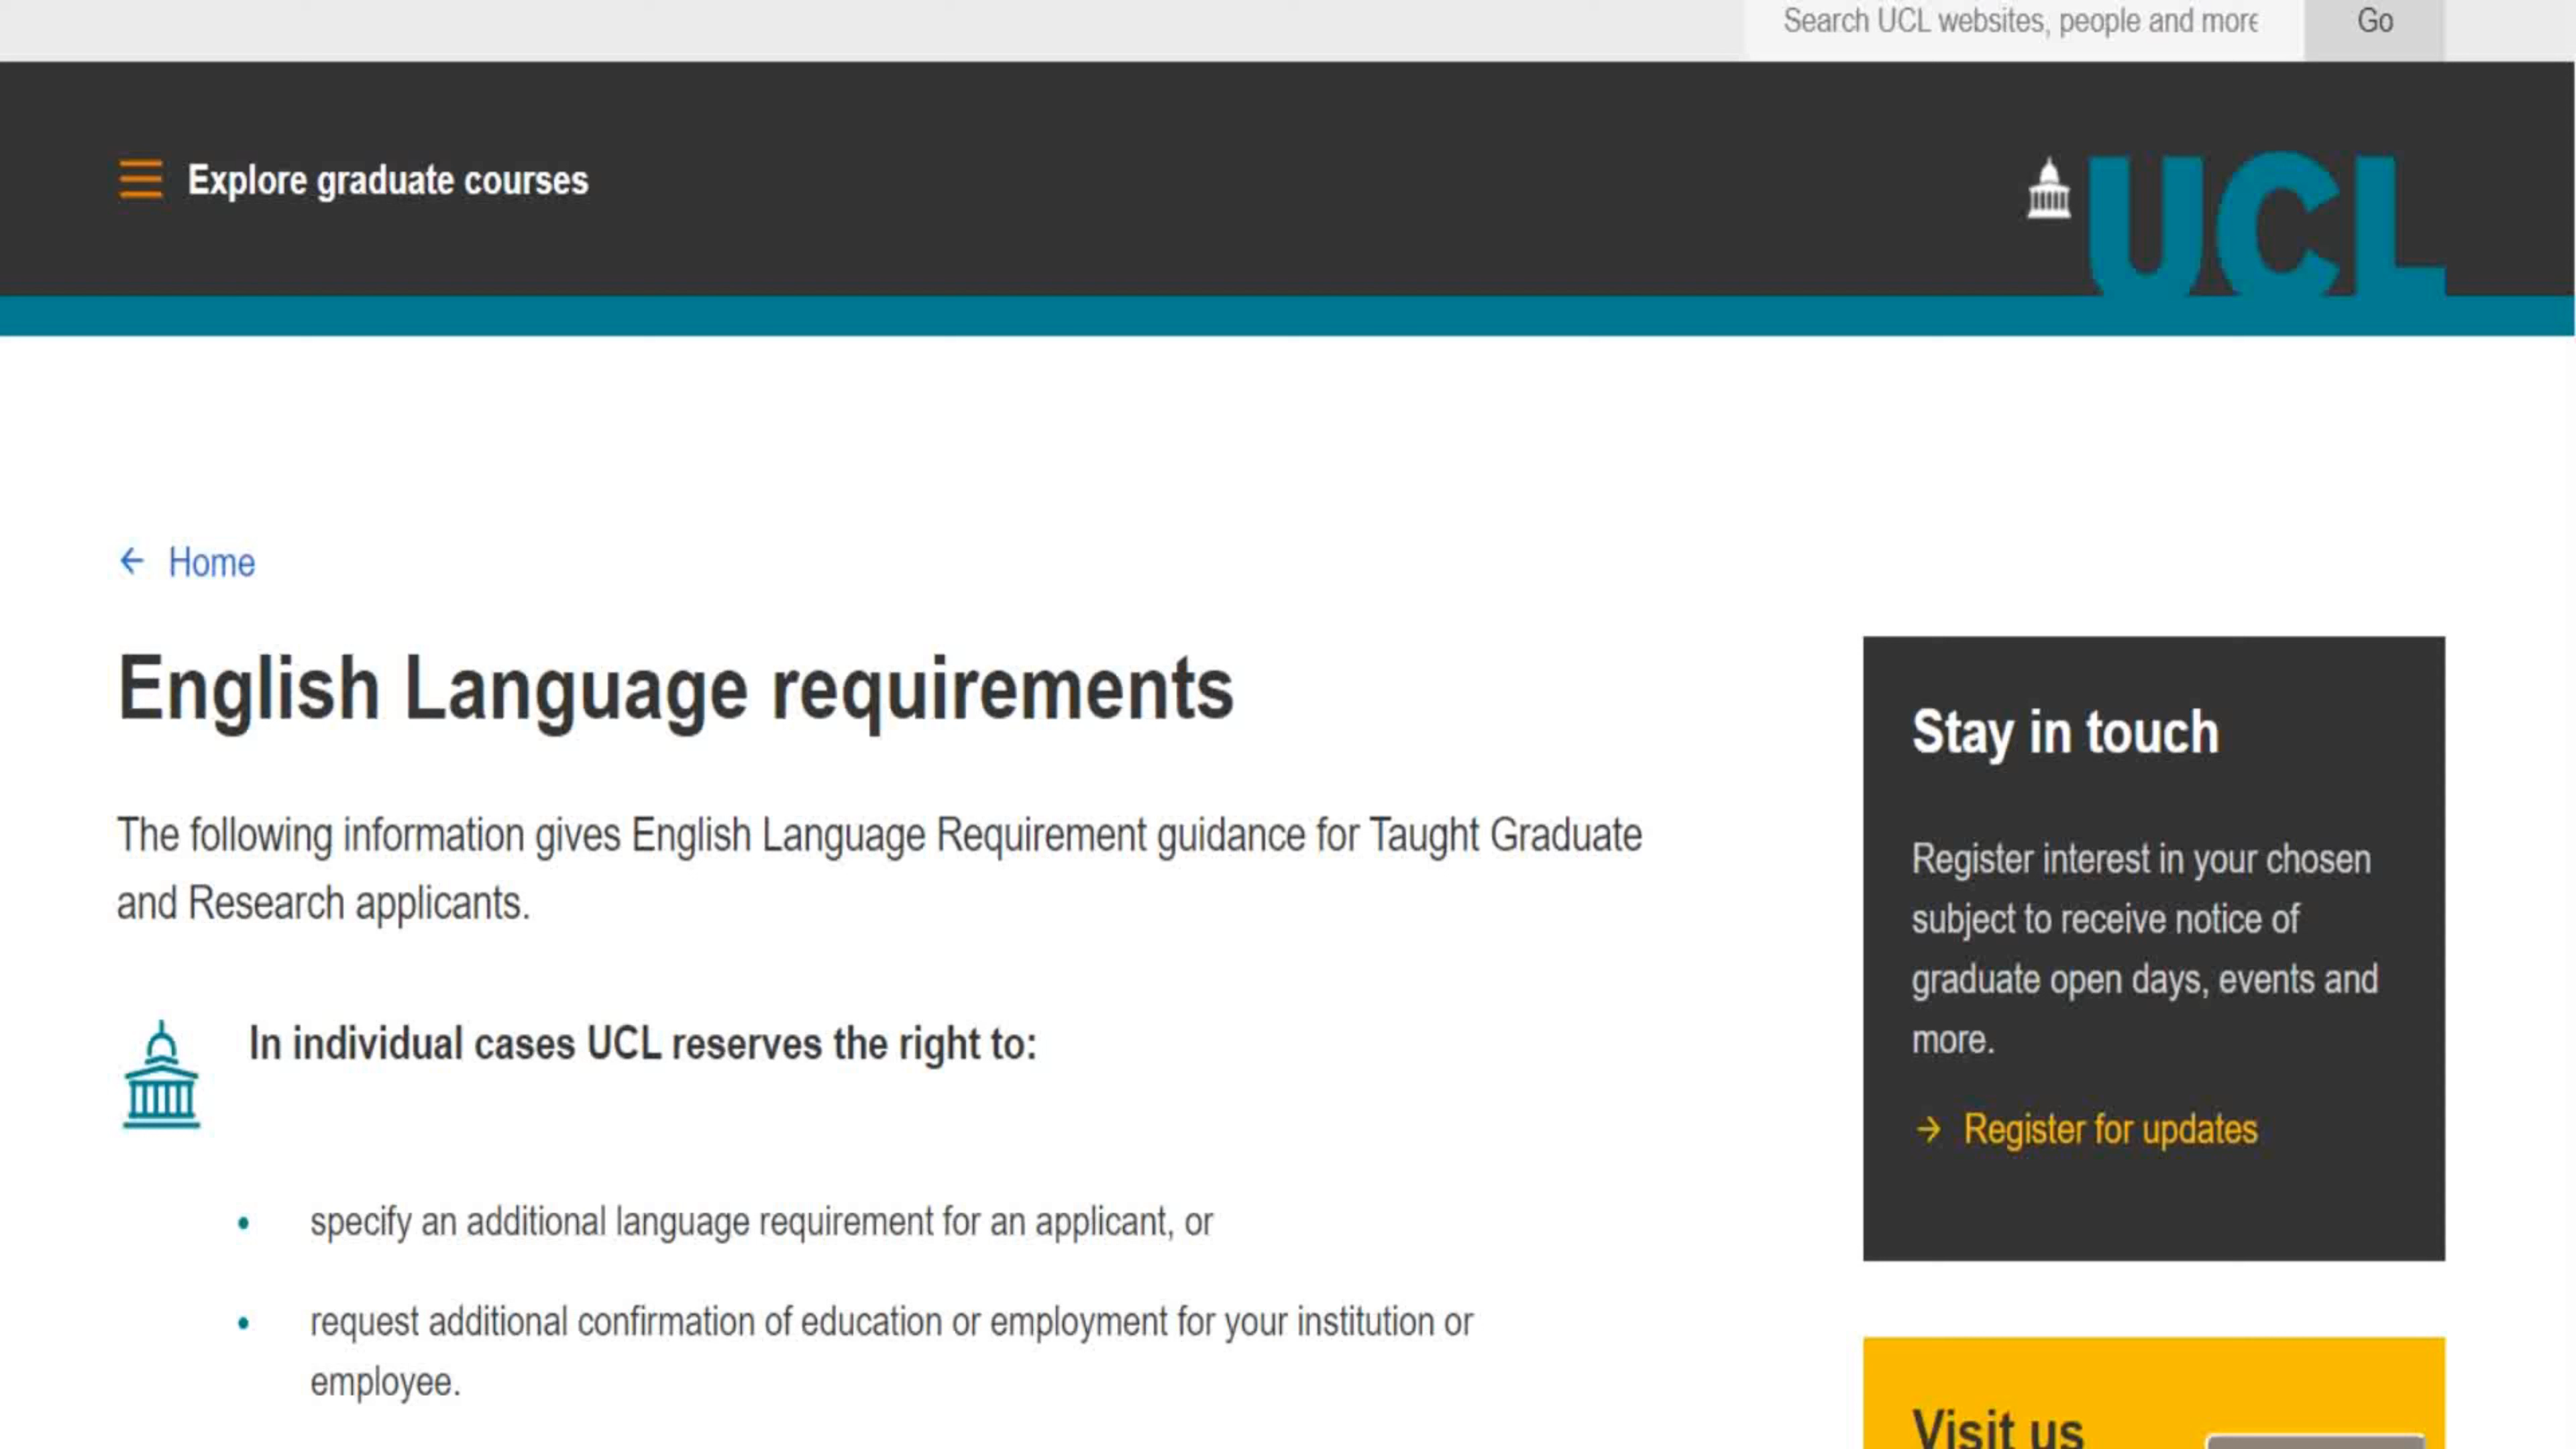 Search UCL websites, people and more
Go
Explore graduate courses
UCL
← Home
English Language requirements
The following information gives English Language Requirement guidance for Taught Graduate
and Research applicants.
In individual cases UCL reserves the right to:
• specify an additional language requirement for an applicant, or
• request additional confirmation of education or employment for your institution or
employee.
Stay in touch
Register interest in your chosen
subject to receive notice of
graduate open days, events and
more.
→ Register for updates
Visit us